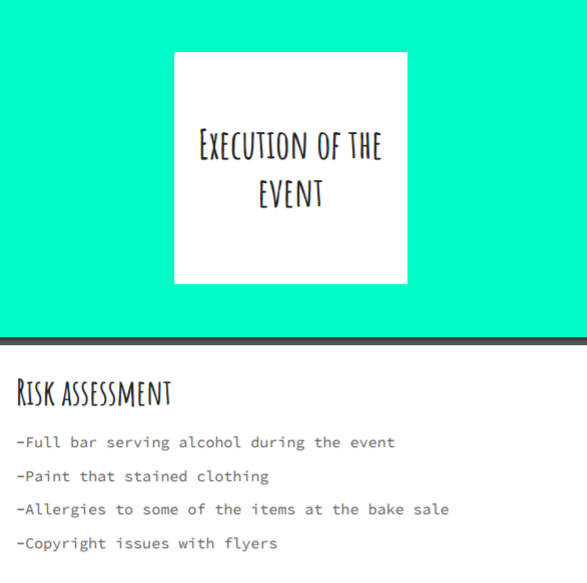 Execution of the
event
Risk assessment
-Full bar serving alcohol during the event
-Paint that stained clothing
-Allergies to some of the items at the bake sale
-Copyright issues with flyers